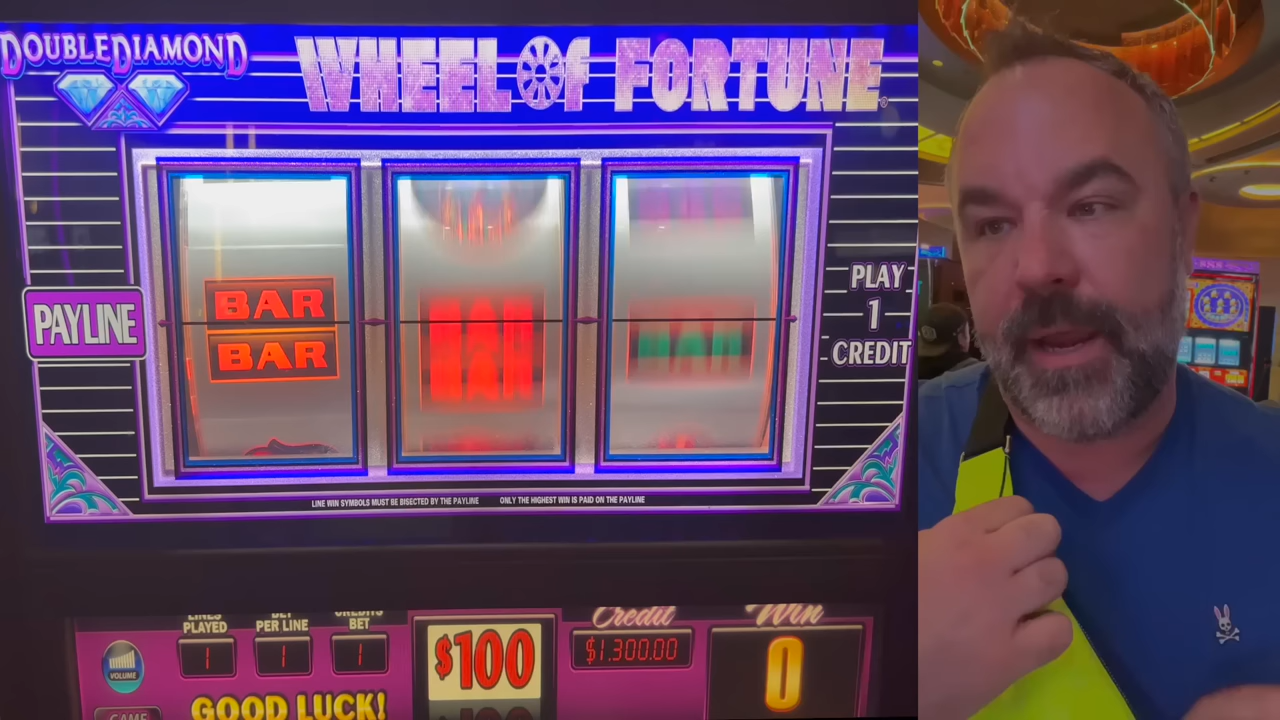 DOUBLE DIAMOND
WHEEL OF FORTUNE
BAR
BAR
PAYLINE
PLAY
1
CREDIT
LINE WIN SYMBOLS MUST BE BISECTED BY THE PAYLINE ONLY THE HIGHEST WIN IS PAID ON THE PAYLINE
LINES PLAYED
BET PER LINE
CREDITS BET
Credit
Win
1
1
1
$100
$1,300.00
0
VOLUME
GOOD LUCK!
GAME